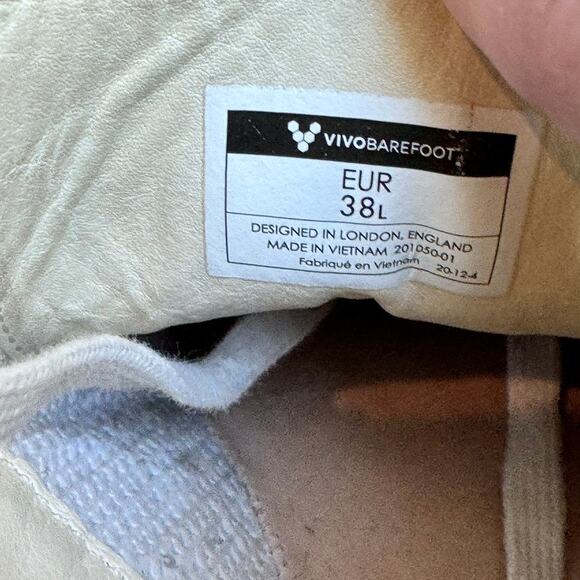 VIVOBAREFOOT
EUR
38L
DESIGNED IN LONDON, ENGLAND
MADE IN VIETNAM 201050-01
Fabriqué en Vietnam 20-12-4